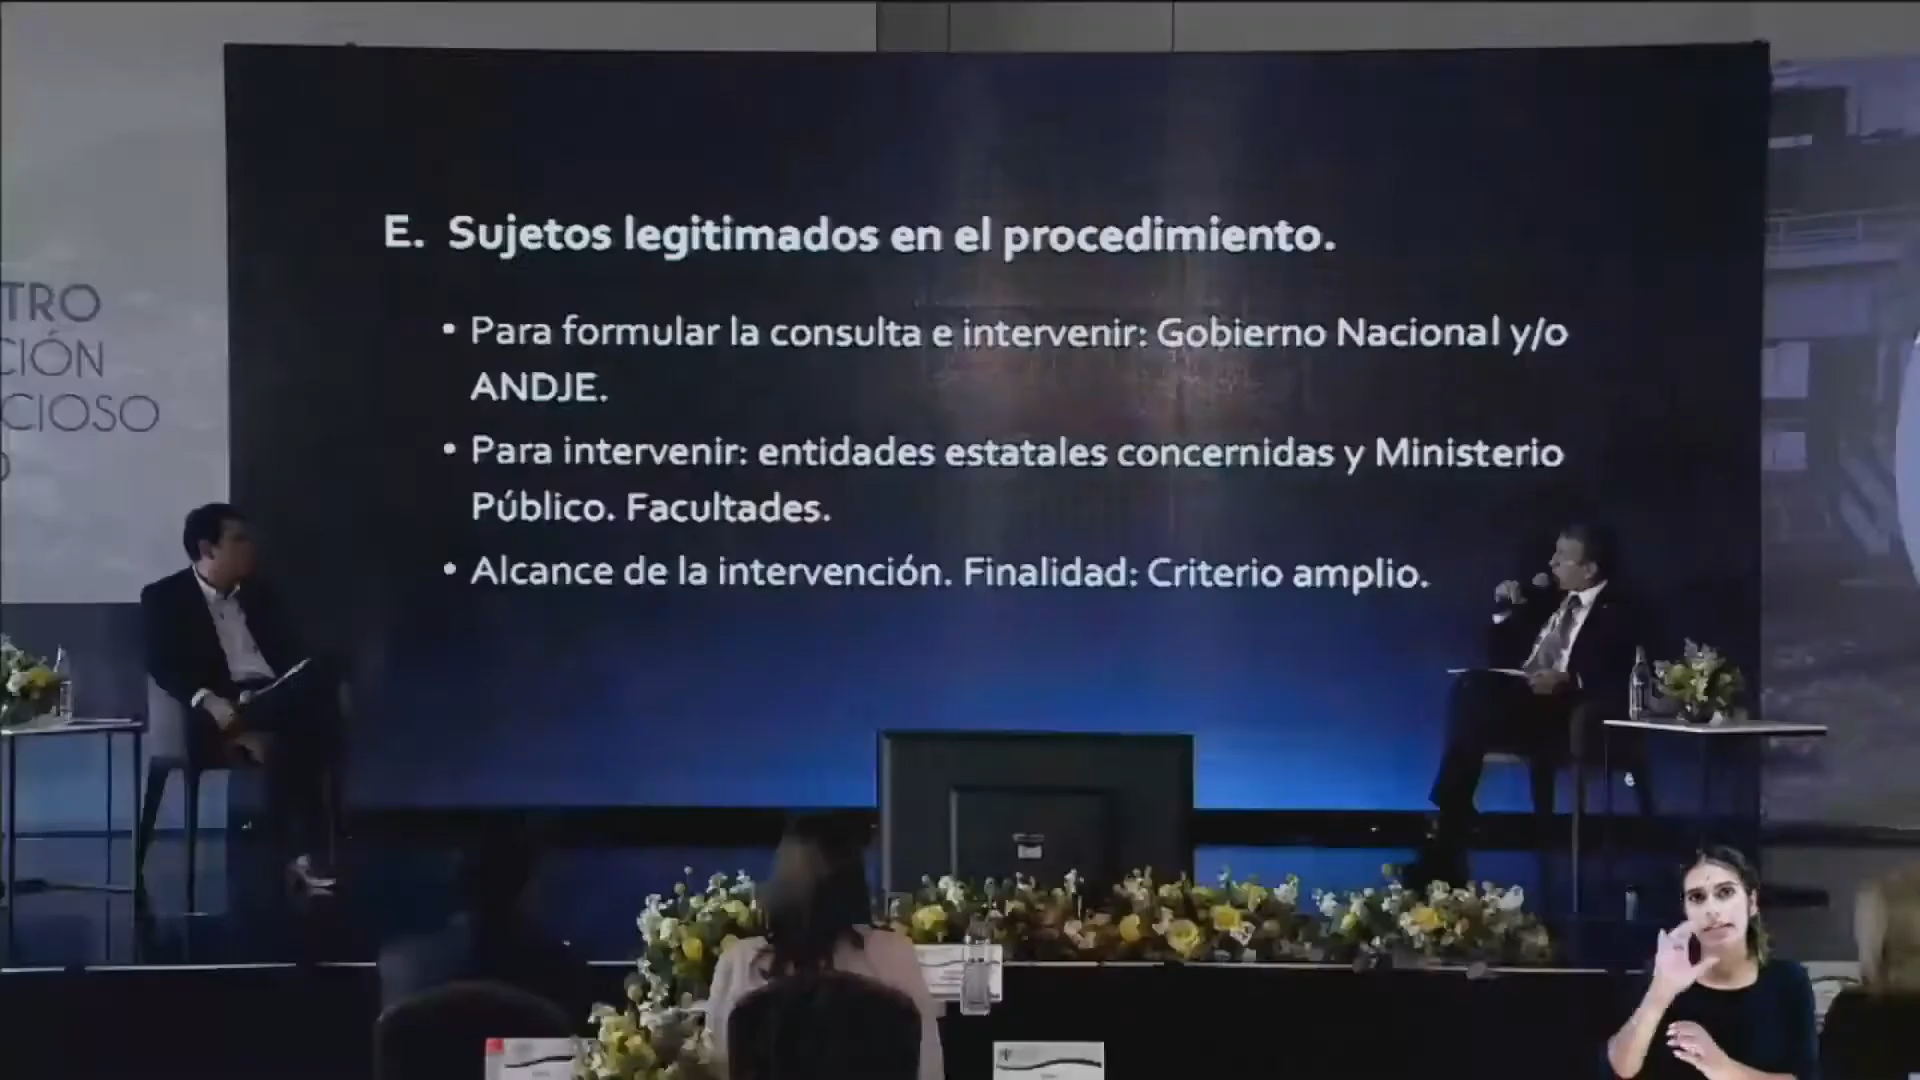 E. Sujetos legitimados en el procedimiento.
• Para formular la consulta e intervenir: Gobierno Nacional y/o
ANDJE.
• Para intervenir: entidades estatales concernidas y Ministerio
Público. Facultades.
• Alcance de la intervención. Finalidad: Criterio amplio.
TRO
CIÓN
CIOSO